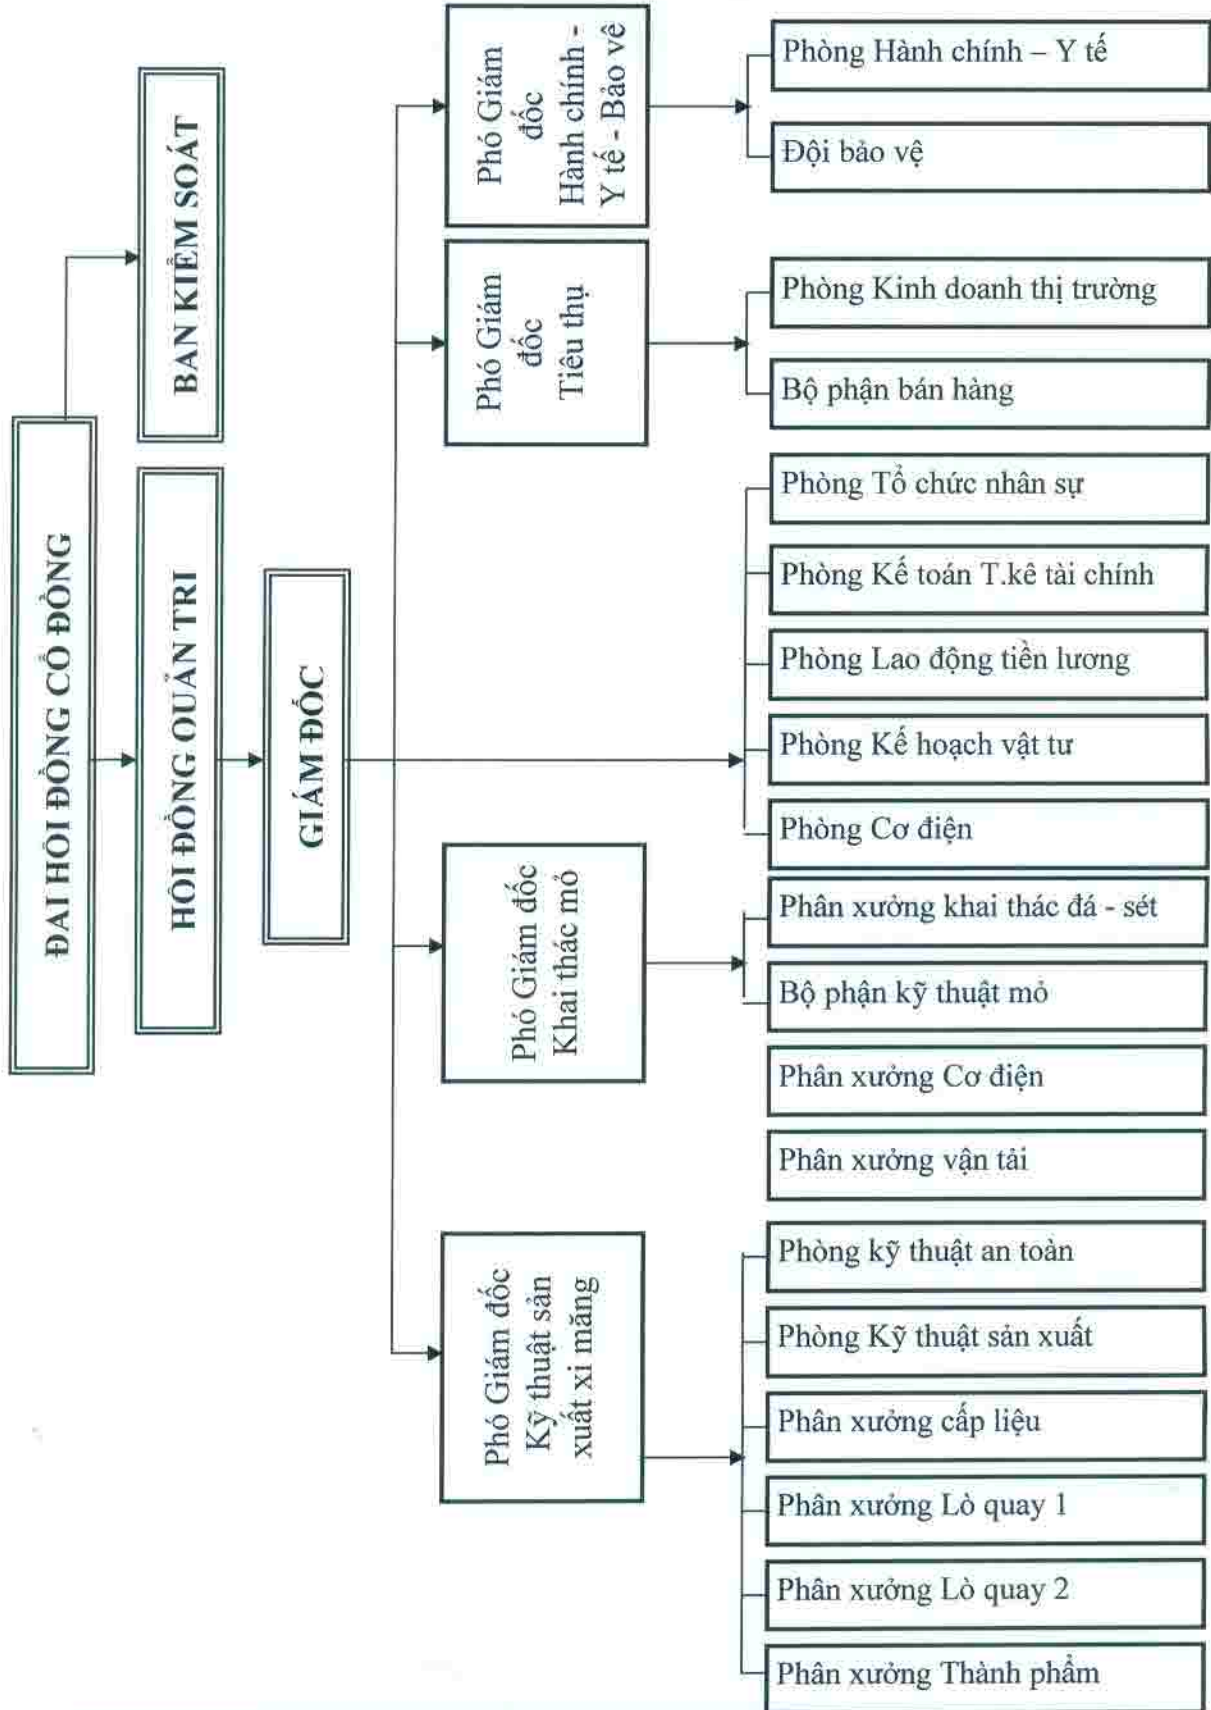 ĐẠI HỘI ĐỒNG CỔ ĐÔNG
BAN KIỂM SOÁT
HỘI ĐỒNG QUẢN TRỊ
GIÁM ĐỐC
Phó Giám đốc
Kỹ thuật sản
xuất xi măng
Phó Giám đốc
Khai thác mỏ
Phó Giám
đốc
Tiêu thụ
Phó Giám
đốc
Hành chính -
Y tế - Bảo vê
Phòng Hành chính – Y tế
Đội bảo vệ
Phòng Kinh doanh thị trường
Bộ phận bán hàng
Phòng Tổ chức nhân sự
Phòng Kế toán T.kê tài chính
Phòng Lao động tiền lương
Phòng Kế hoạch vật tư
Phòng Cơ điện
Phân xưởng khai thác đá - sét
Bộ phận kỹ thuật mỏ
Phân xưởng Cơ điện
Phân xưởng vận tải
Phòng kỹ thuật an toàn
Phòng Kỹ thuật sản xuất
Phân xưởng cấp liệu
Phân xưởng Lò quay 1
Phân xưởng Lò quay 2
Phân xưởng Thành phẩm